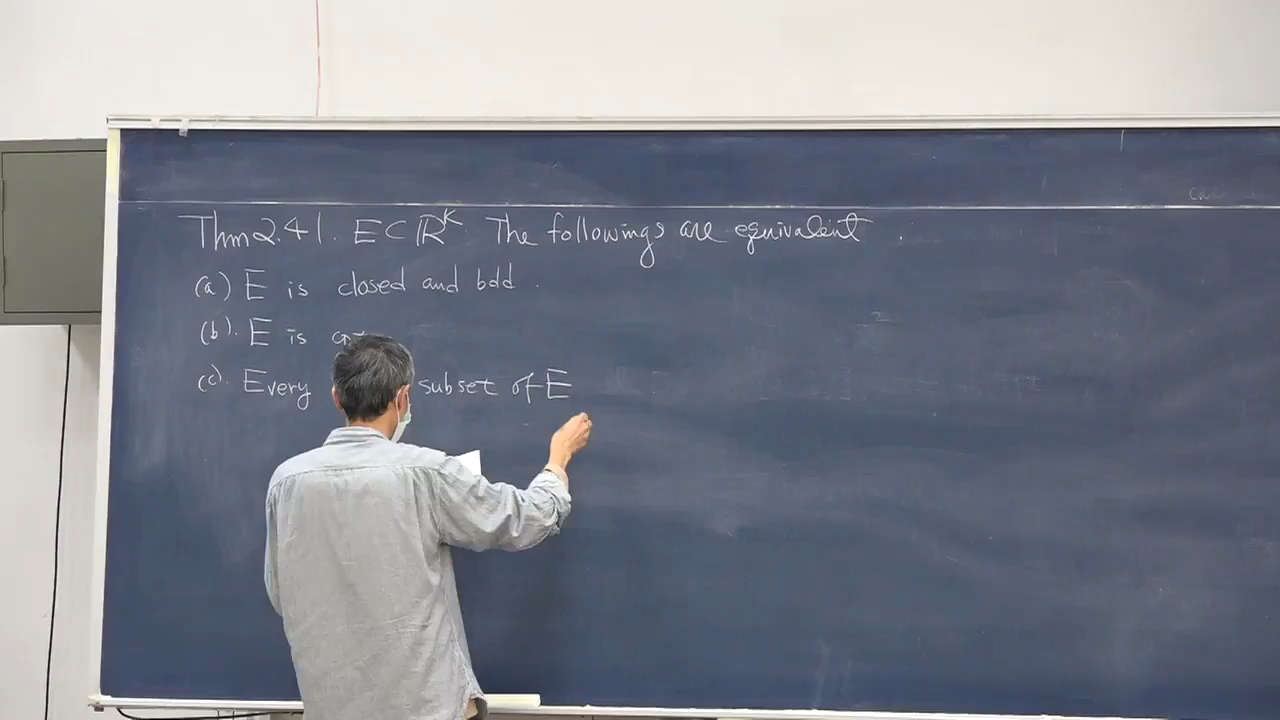 Thm 2.41. E⊂ℝᵏ The followings are equivalent.
(a) E is closed and bdd.
(b). E is
(c). Every subset of E